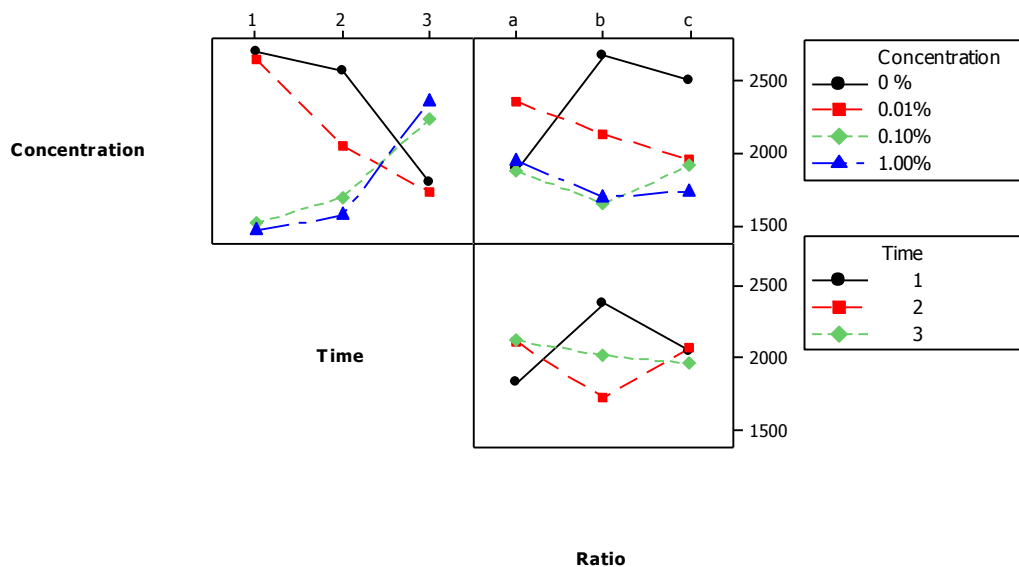 1 2 3 a b c
Concentration
0 %
0.01%
0.10%
1.00%
2500
2000
1500
Concentration
Time
1
2
3
2500
2000
1500
Time
Ratio